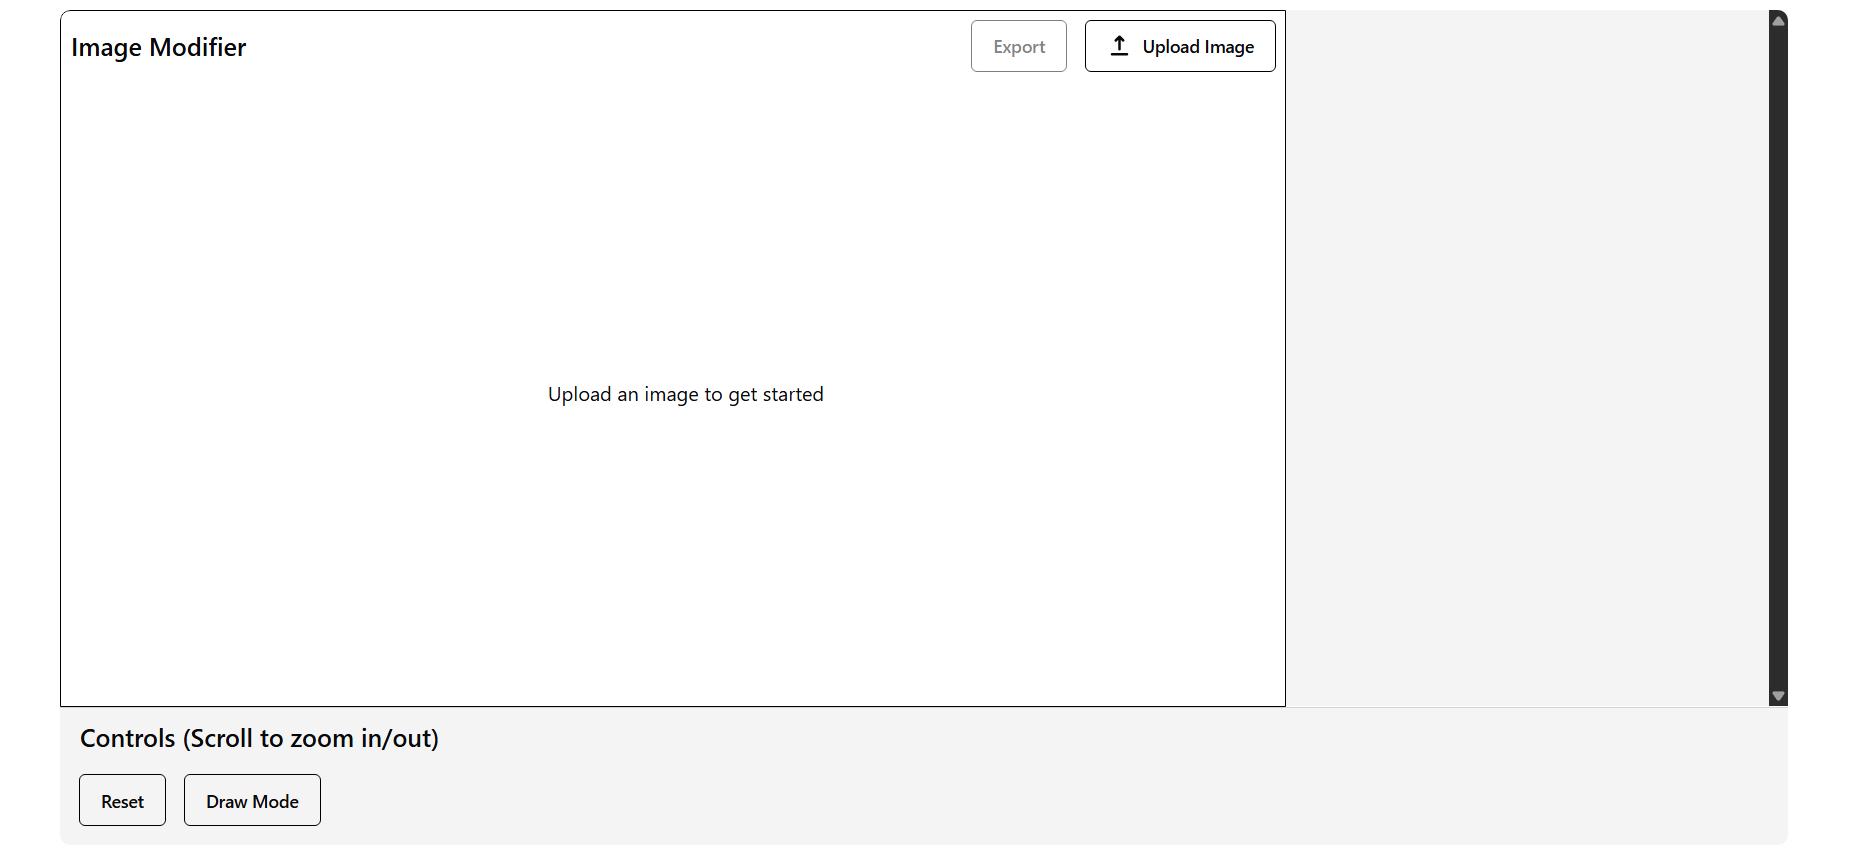 Image Modifier
Export
Upload Image
Upload an image to get started
Controls (Scroll to zoom in/out)
Reset
Draw Mode